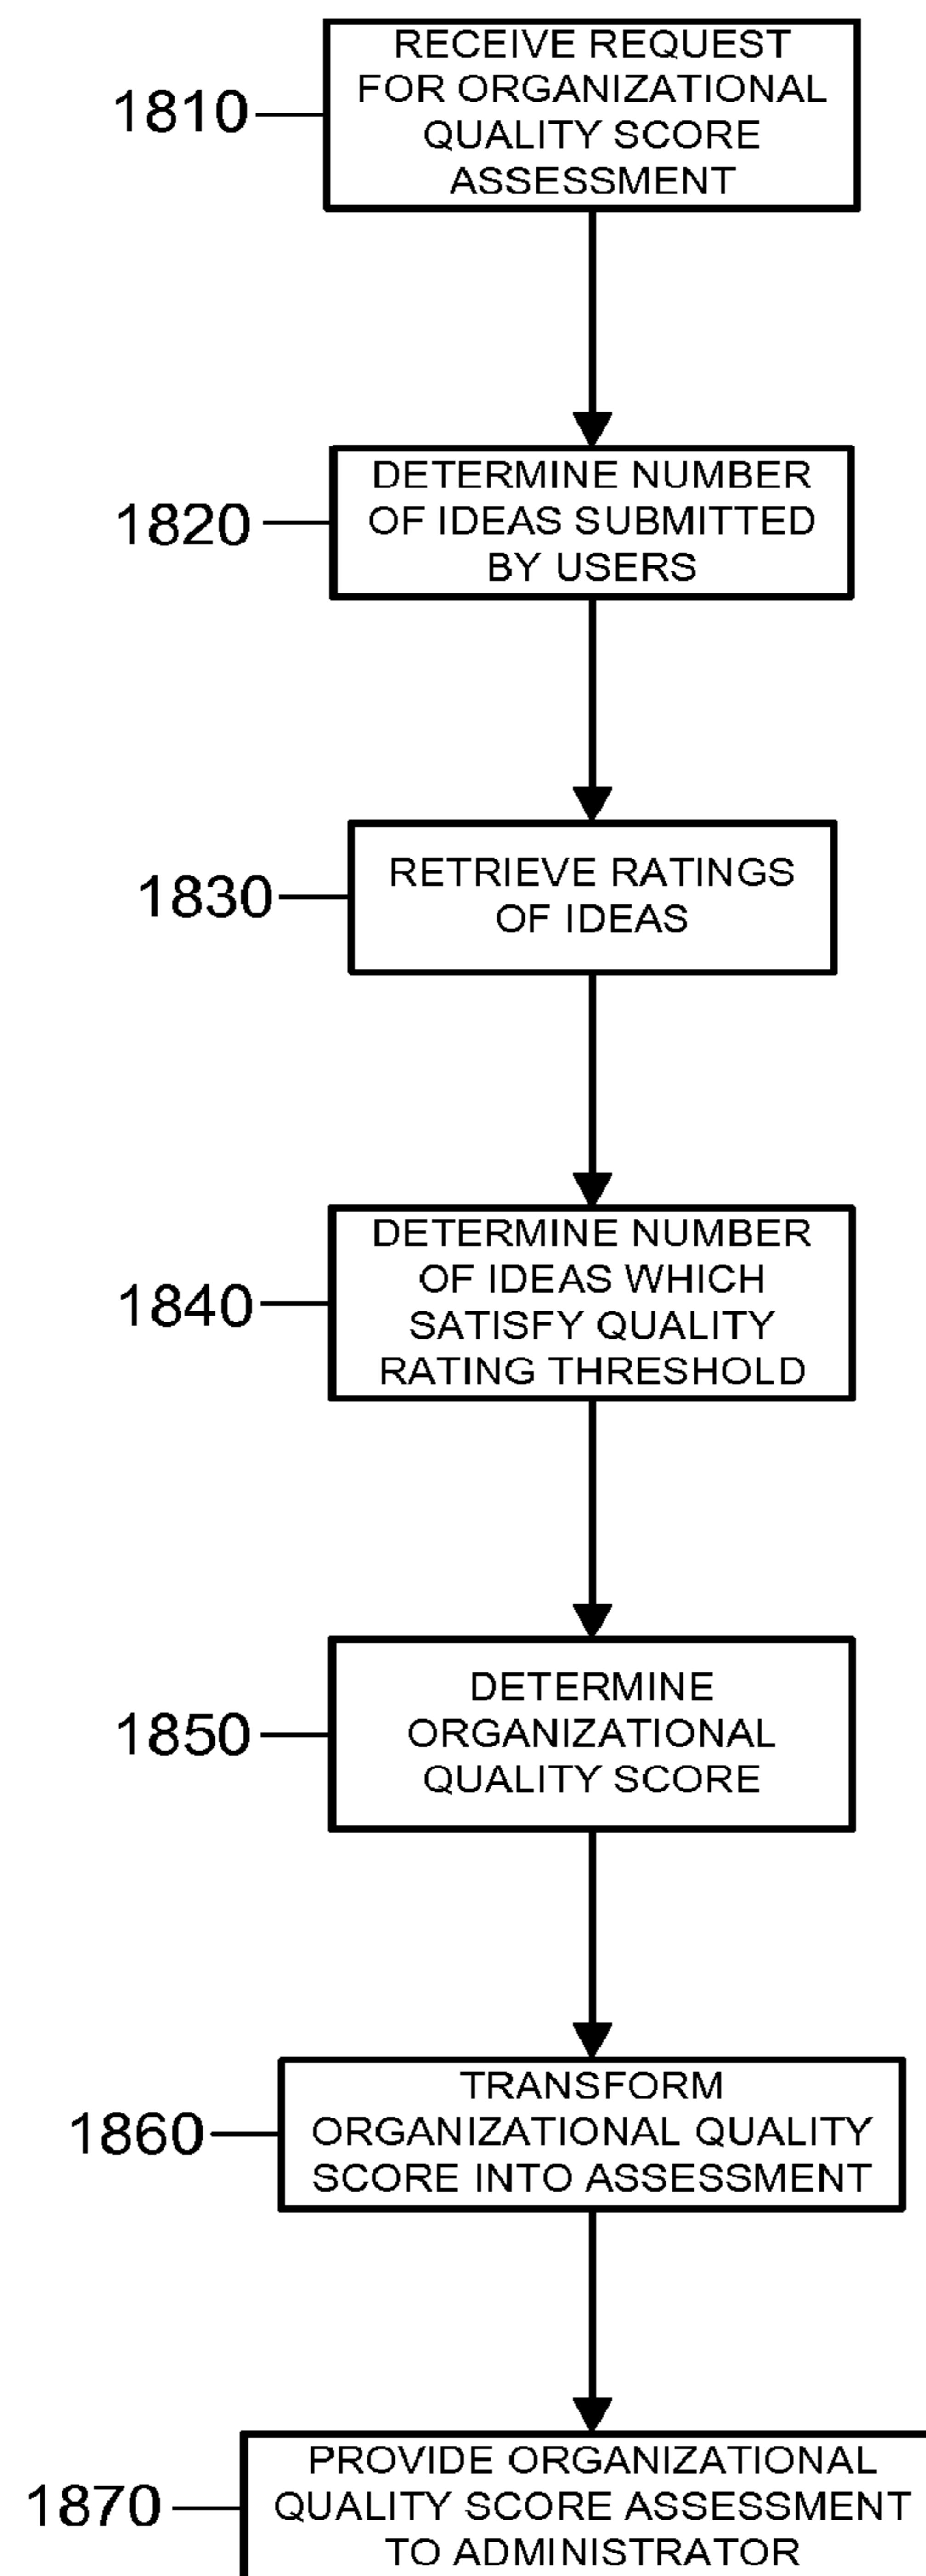 1810
RECEIVE REQUEST
FOR ORGANIZATIONAL
QUALITY SCORE
ASSESSMENT
1820
DETERMINE NUMBER
OF IDEAS SUBMITTED
BY USERS
1830
RETRIEVE RATINGS
OF IDEAS
1840
DETERMINE NUMBER
OF IDEAS WHICH
SATISFY QUALITY
RATING THRESHOLD
1850
DETERMINE
ORGANIZATIONAL
QUALITY SCORE
1860
TRANSFORM
ORGANIZATIONAL QUALITY
SCORE INTO ASSESSMENT
1870
PROVIDE ORGANIZATIONAL
QUALITY SCORE ASSESSMENT
TO ADMINISTRATOR